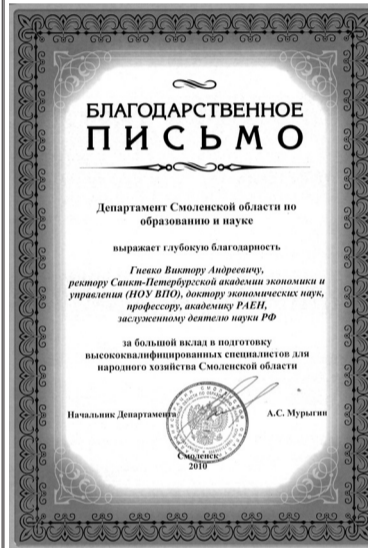 БЛАГОДАРСТВЕННОЕ
ПИСЬМО
Департамент Смоленской области по
образованию и науке
выражает глубокую благодарность
Гневко Виктору Андреевичу,
ректору Санкт-Петербургской академии экономики и
управления (НОУ ВПО), доктору экономических наук,
профессору, академику РАЕН,
заслуженному деятелю науки РФ
за большой вклад в подготовку
высококвалифицированных специалистов для
народного хозяйства Смоленской области
Начальник Департамента А.С. Мурыгин
Смоленск
2010